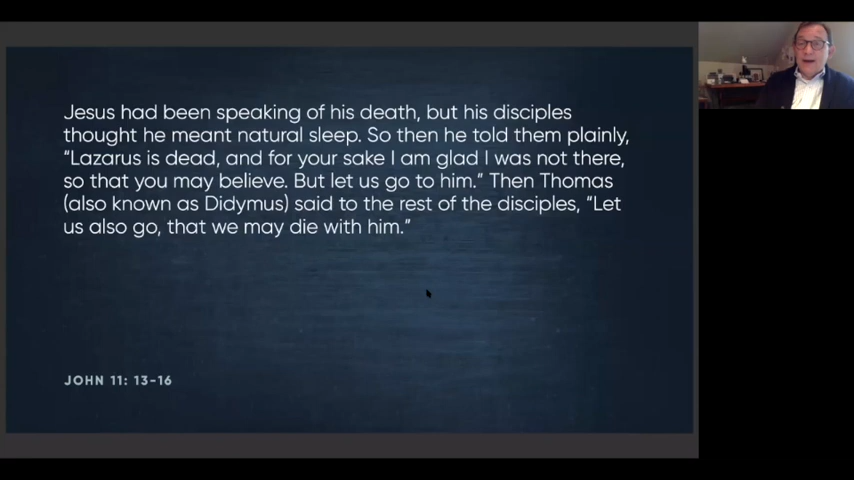 Jesus had been speaking of his death, but his disciples
thought he meant natural sleep. So then he told them plainly,
“Lazarus is dead, and for your sake I am glad I was not there,
so that you may believe. But let us go to him.” Then Thomas
(also known as Didymus) said to the rest of the disciples, “Let
us also go, that we may die with him.”
JOHN 11: 13-16